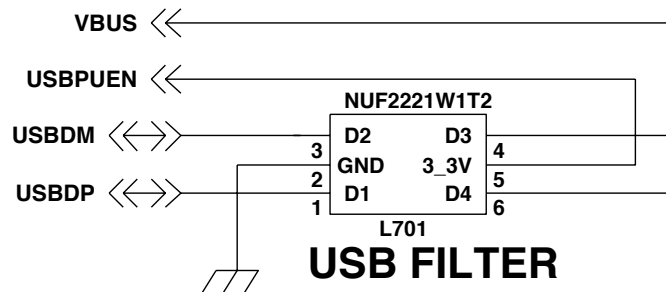 VBUS
USBPUEN
NUF2221W1T2
USBDM D2 D3
3 GND 3_3V 4
USBDP 2 D1 D4 5
1 6
L701
USB FILTER